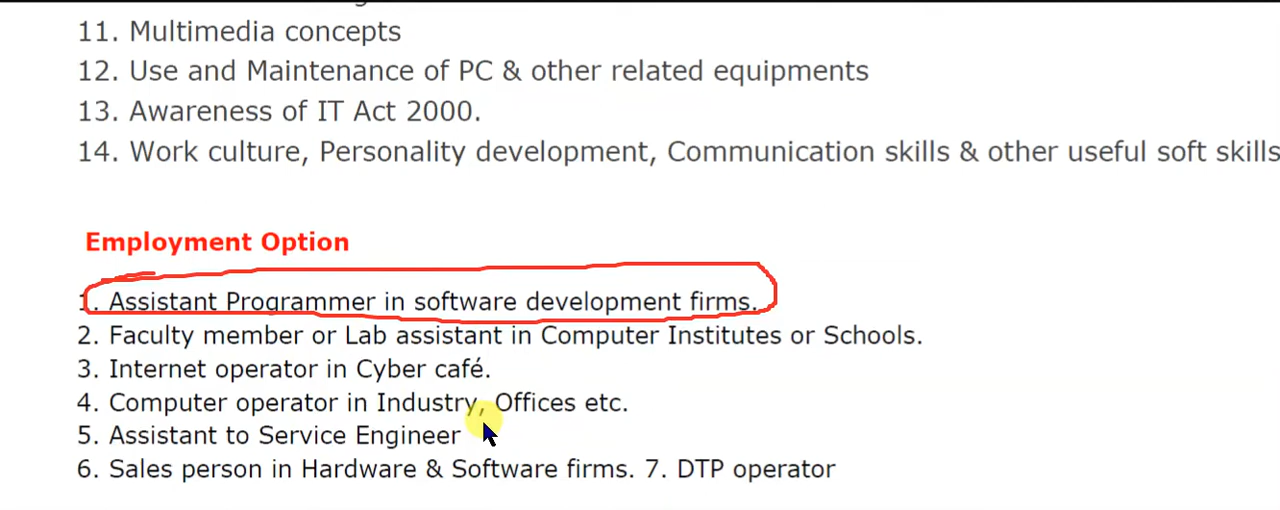 11. Multimedia concepts
12. Use and Maintenance of PC & other related equipments
13. Awareness of IT Act 2000.
14. Work culture, Personality development, Communication skills & other useful soft skills
Employment Option
1. Assistant Programmer in software development firms.
2. Faculty member or Lab assistant in Computer Institutes or Schools.
3. Internet operator in Cyber café.
4. Computer operator in Industry, Offices etc.
5. Assistant to Service Engineer
6. Sales person in Hardware & Software firms. 7. DTP operator